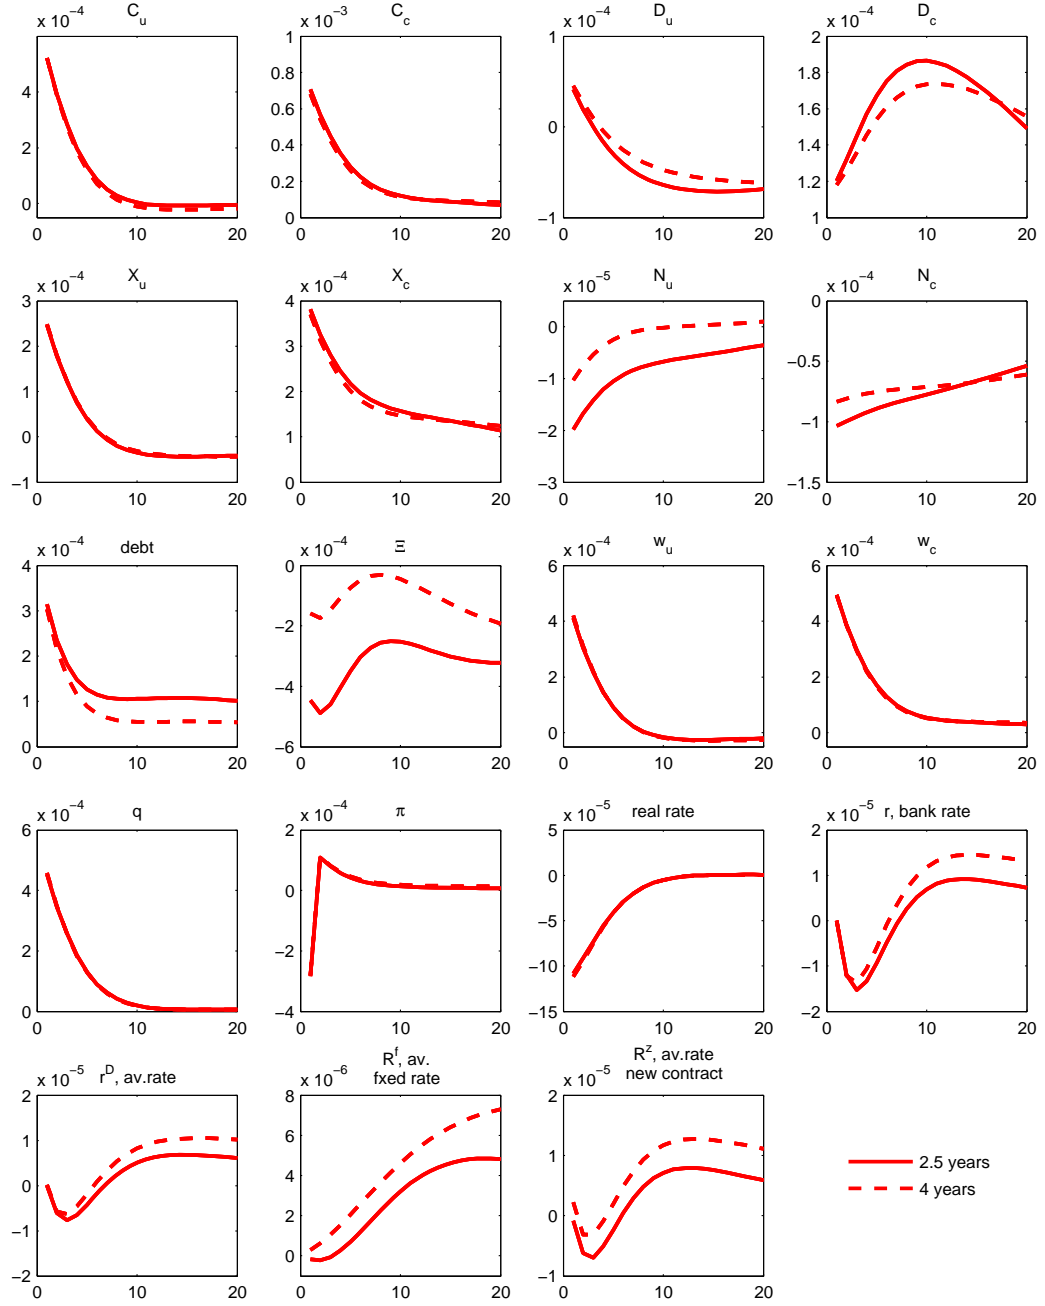 x 10⁻⁴ C_u
6
4
2
0
0 10 20
x 10⁻³ C_c
1
0.8
0.6
0.4
0.2
0
0 10 20
x 10⁻⁴ D_u
1
0
−1
0 10 20
x 10⁻⁴ D_c
2
1.8
1.6
1.4
1.2
1
0 10 20
x 10⁻⁴ X_u
3
2
1
0
−1
0 10 20
x 10⁻⁴ X_c
4
3
2
1
0
0 10 20
x 10⁻⁵ N_u
0
−1
−2
−3
0 10 20
x 10⁻⁴ N_c
0
−0.5
−1
−1.5
0 10 20
x 10⁻⁴ debt
4
3
2
1
0
0 10 20
x 10⁻⁴ Ξ
0
−2
−4
−6
0 10 20
x 10⁻⁴ w_u
6
4
2
0
0 10 20
x 10⁻⁴ w_c
6
4
2
0
0 10 20
x 10⁻⁴ q
6
4
2
0
0 10 20
x 10⁻⁴ π
2
0
−2
−4
0 10 20
x 10⁻⁵ real rate
5
0
−5
−10
−15
0 10 20
x 10⁻⁵ r, bank rate
2
1
0
−1
−2
0 10 20
x 10⁻⁵ r^D, av.rate
2
1
0
−1
−2
0 10 20
R^f, av.
x 10⁻⁶ fxed rate
8
6
4
2
0
0 10 20
R^z, av.rate
x 10⁻⁵ new contract
2
1
0
−1
0 10 20
2.5 years
4 years